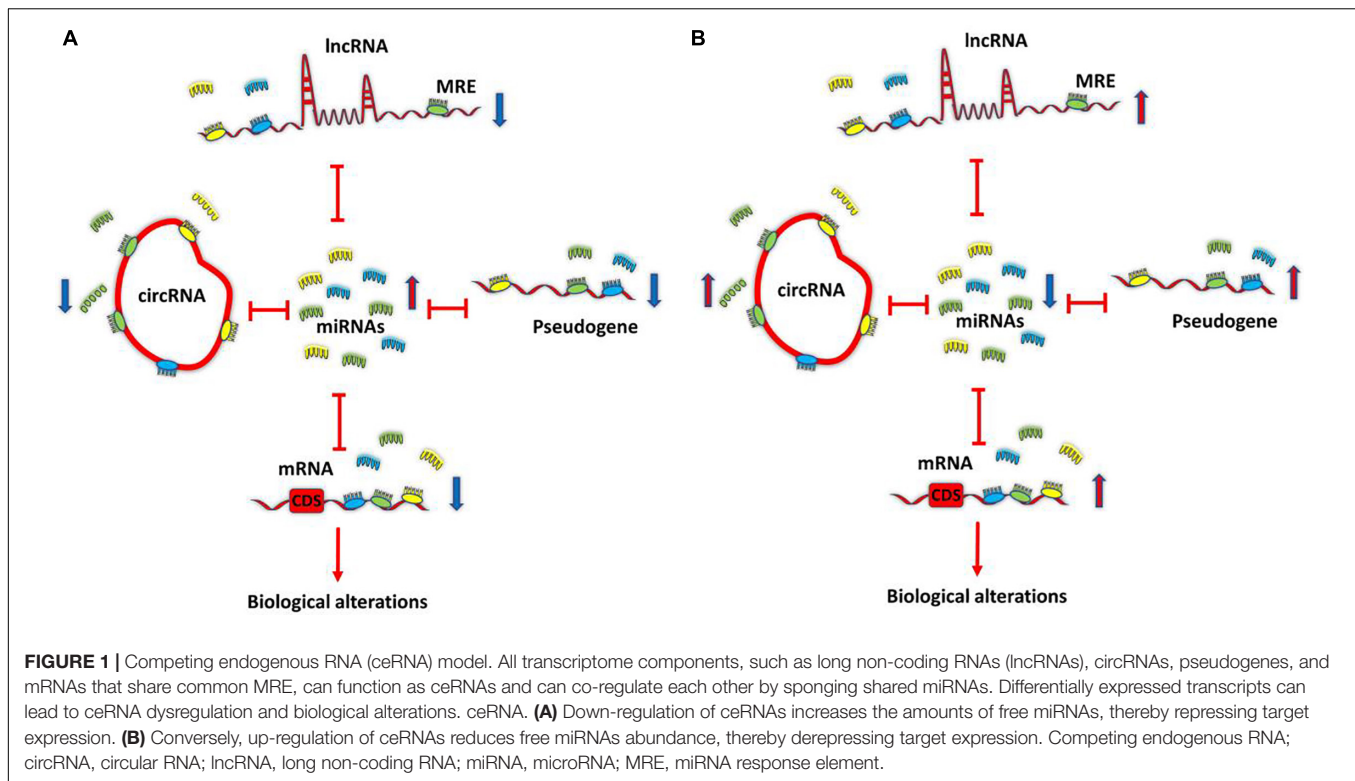 A
lncRNA
MRE
circRNA
miRNAs
Pseudogene
mRNA
CDS
Biological alterations
B
lncRNA
MRE
circRNA
miRNAs
Pseudogene
mRNA
CDS
Biological alterations
FIGURE 1 | Competing endogenous RNA (ceRNA) model. All transcriptome components, such as long non-coding RNAs (lncRNAs), circRNAs, pseudogenes, and
mRNAs that share common MRE, can function as ceRNAs and can co-regulate each other by sponging shared miRNAs. Differentially expressed transcripts can
lead to ceRNA dysregulation and biological alterations. ceRNA. (A) Down-regulation of ceRNAs increases the amounts of free miRNAs, thereby repressing target
expression. (B) Conversely, up-regulation of ceRNAs reduces free miRNAs abundance, thereby derepressing target expression. Competing endogenous RNA;
circRNA, circular RNA; lncRNA, long non-coding RNA; miRNA, microRNA; MRE, miRNA response element.